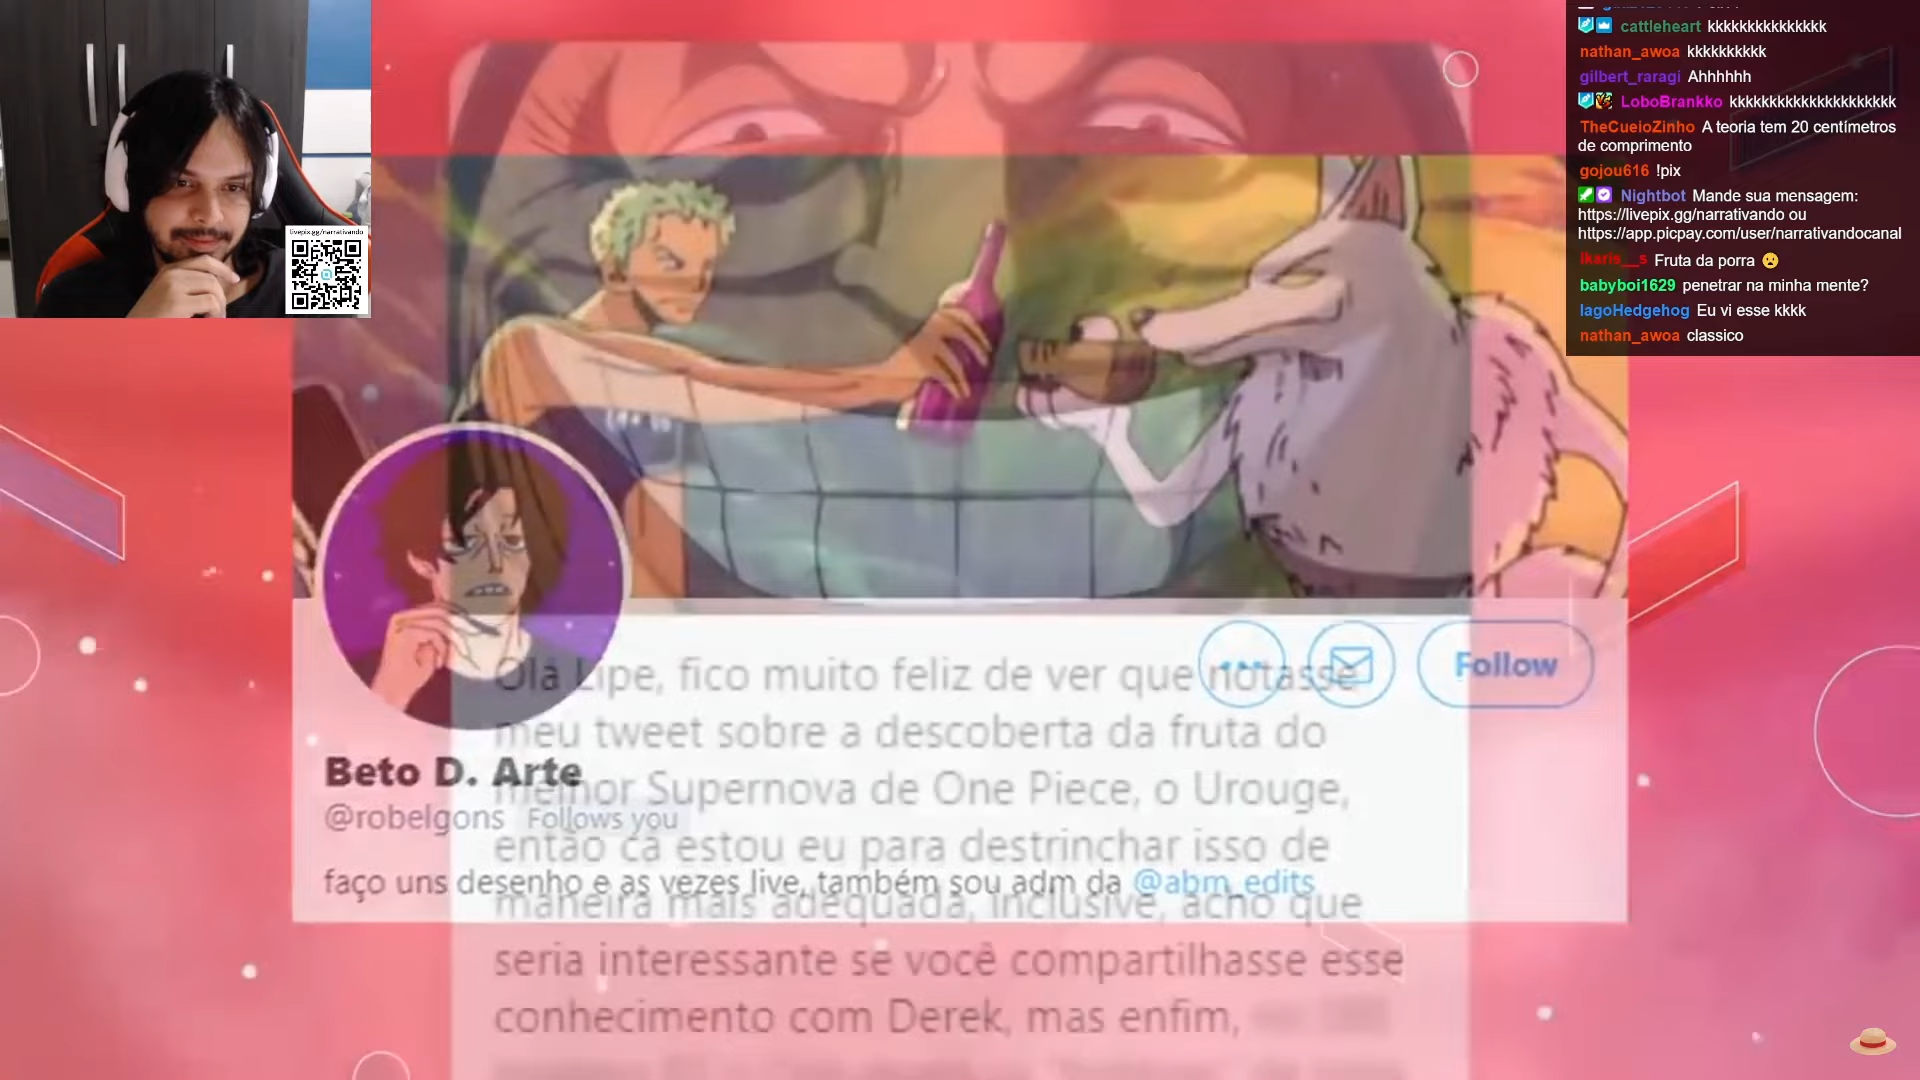 livepix.gg/narrativando
cattleheart kkkkkkkkkkkkkkk
nathan_awoa kkkkkkkkkk
gilbert_raragi Ahhhhhh
LoboBrankko kkkkkkkkkkkkkkkkkkkkk
TheCueioZinho A teoria tem 20 centímetros
de comprimento
gojou616 !pix
Nightbot Mande sua mensagem:
https://livepix.gg/narrativando ou
https://app.picpay.com/user/narrativandocanal
Ikaris__s Fruta da porra
babyboi1629 penetrar na minha mente?
IagoHedgehog Eu vi esse kkkk
nathan_awoa classico
Follow
Beto D. Arte
@robelgons Follows you
faço uns desenho e as vezes live, também sou adm da @abm_edits
Olá Lipe, fico muito feliz de ver que notasse
meu tweet sobre a descoberta da fruta do
melhor Supernova de One Piece, o Urouge,
então cá estou eu para destrinchar isso de
maneira mais adequada, inclusive, acho que
seria interessante se você compartilhasse esse
conhecimento com Derek, mas enfim,